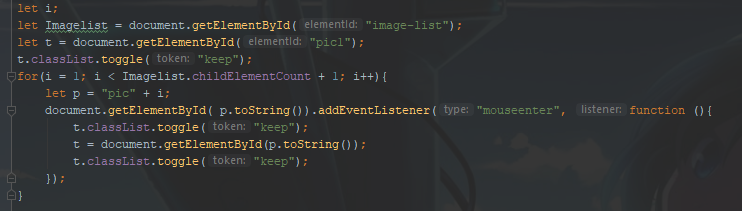 let i;
let Imagelist = document.getElementById( elementId: "image-list");
let t = document.getElementById( elementId: "pic1");
t.classList.toggle( token: "keep");
for(i = 1; i < Imagelist.childElementCount + 1; i++){
    let p = "pic" + i;
    document.getElementById( p.toString()).addEventListener( type: "mouseenter", listener: function (){
        t.classList.toggle( token: "keep");
        t = document.getElementById(p.toString());
        t.classList.toggle( token: "keep");
    });
}